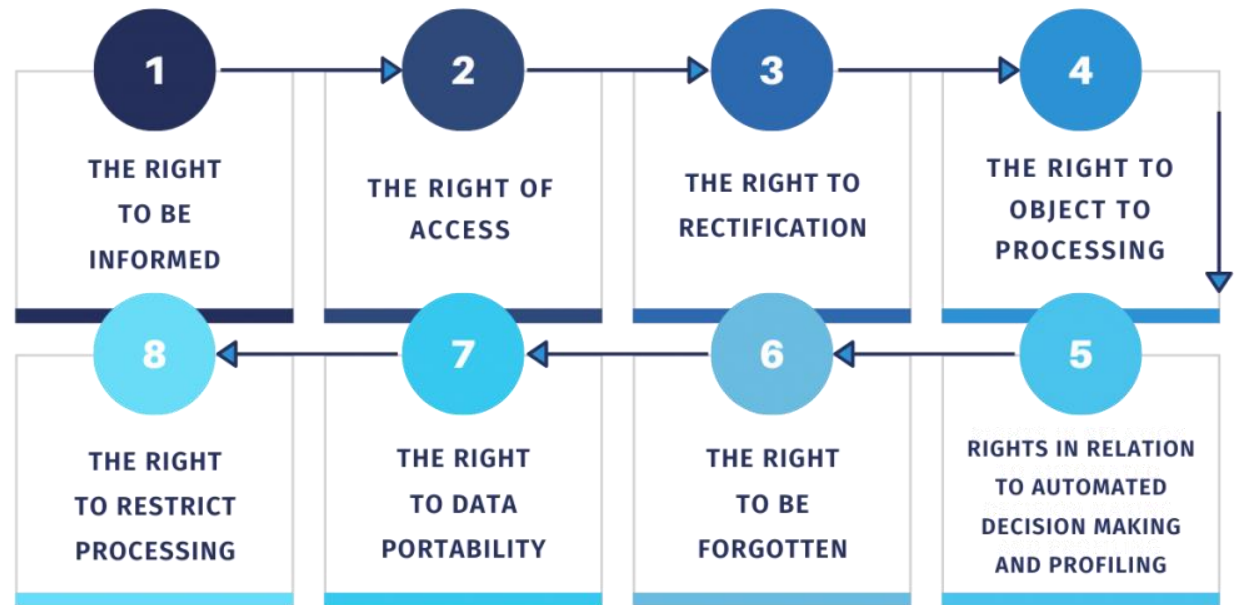 1
THE RIGHT
TO BE
INFORMED
2
THE RIGHT OF
ACCESS
3
THE RIGHT TO
RECTIFICATION
4
THE RIGHT TO
OBJECT TO
PROCESSING
5
RIGHTS IN RELATION
TO AUTOMATED
DECISION MAKING
AND PROFILING
6
THE RIGHT
TO BE
FORGOTTEN
7
THE RIGHT
TO DATA
PORTABILITY
8
THE RIGHT
TO RESTRICT
PROCESSING